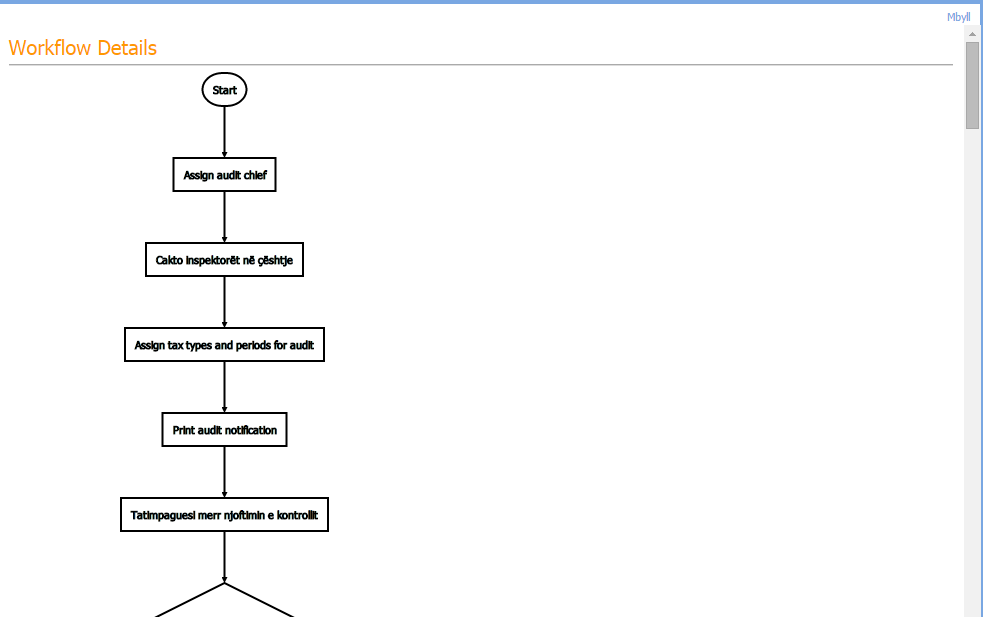 Mbyll
Workflow Details
Start
Assign audit chief
Cakto inspektorët në çështje
Assign tax types and periods for audit
Print audit notification
Tatimpaguesi merr njoftimin e kontrollit